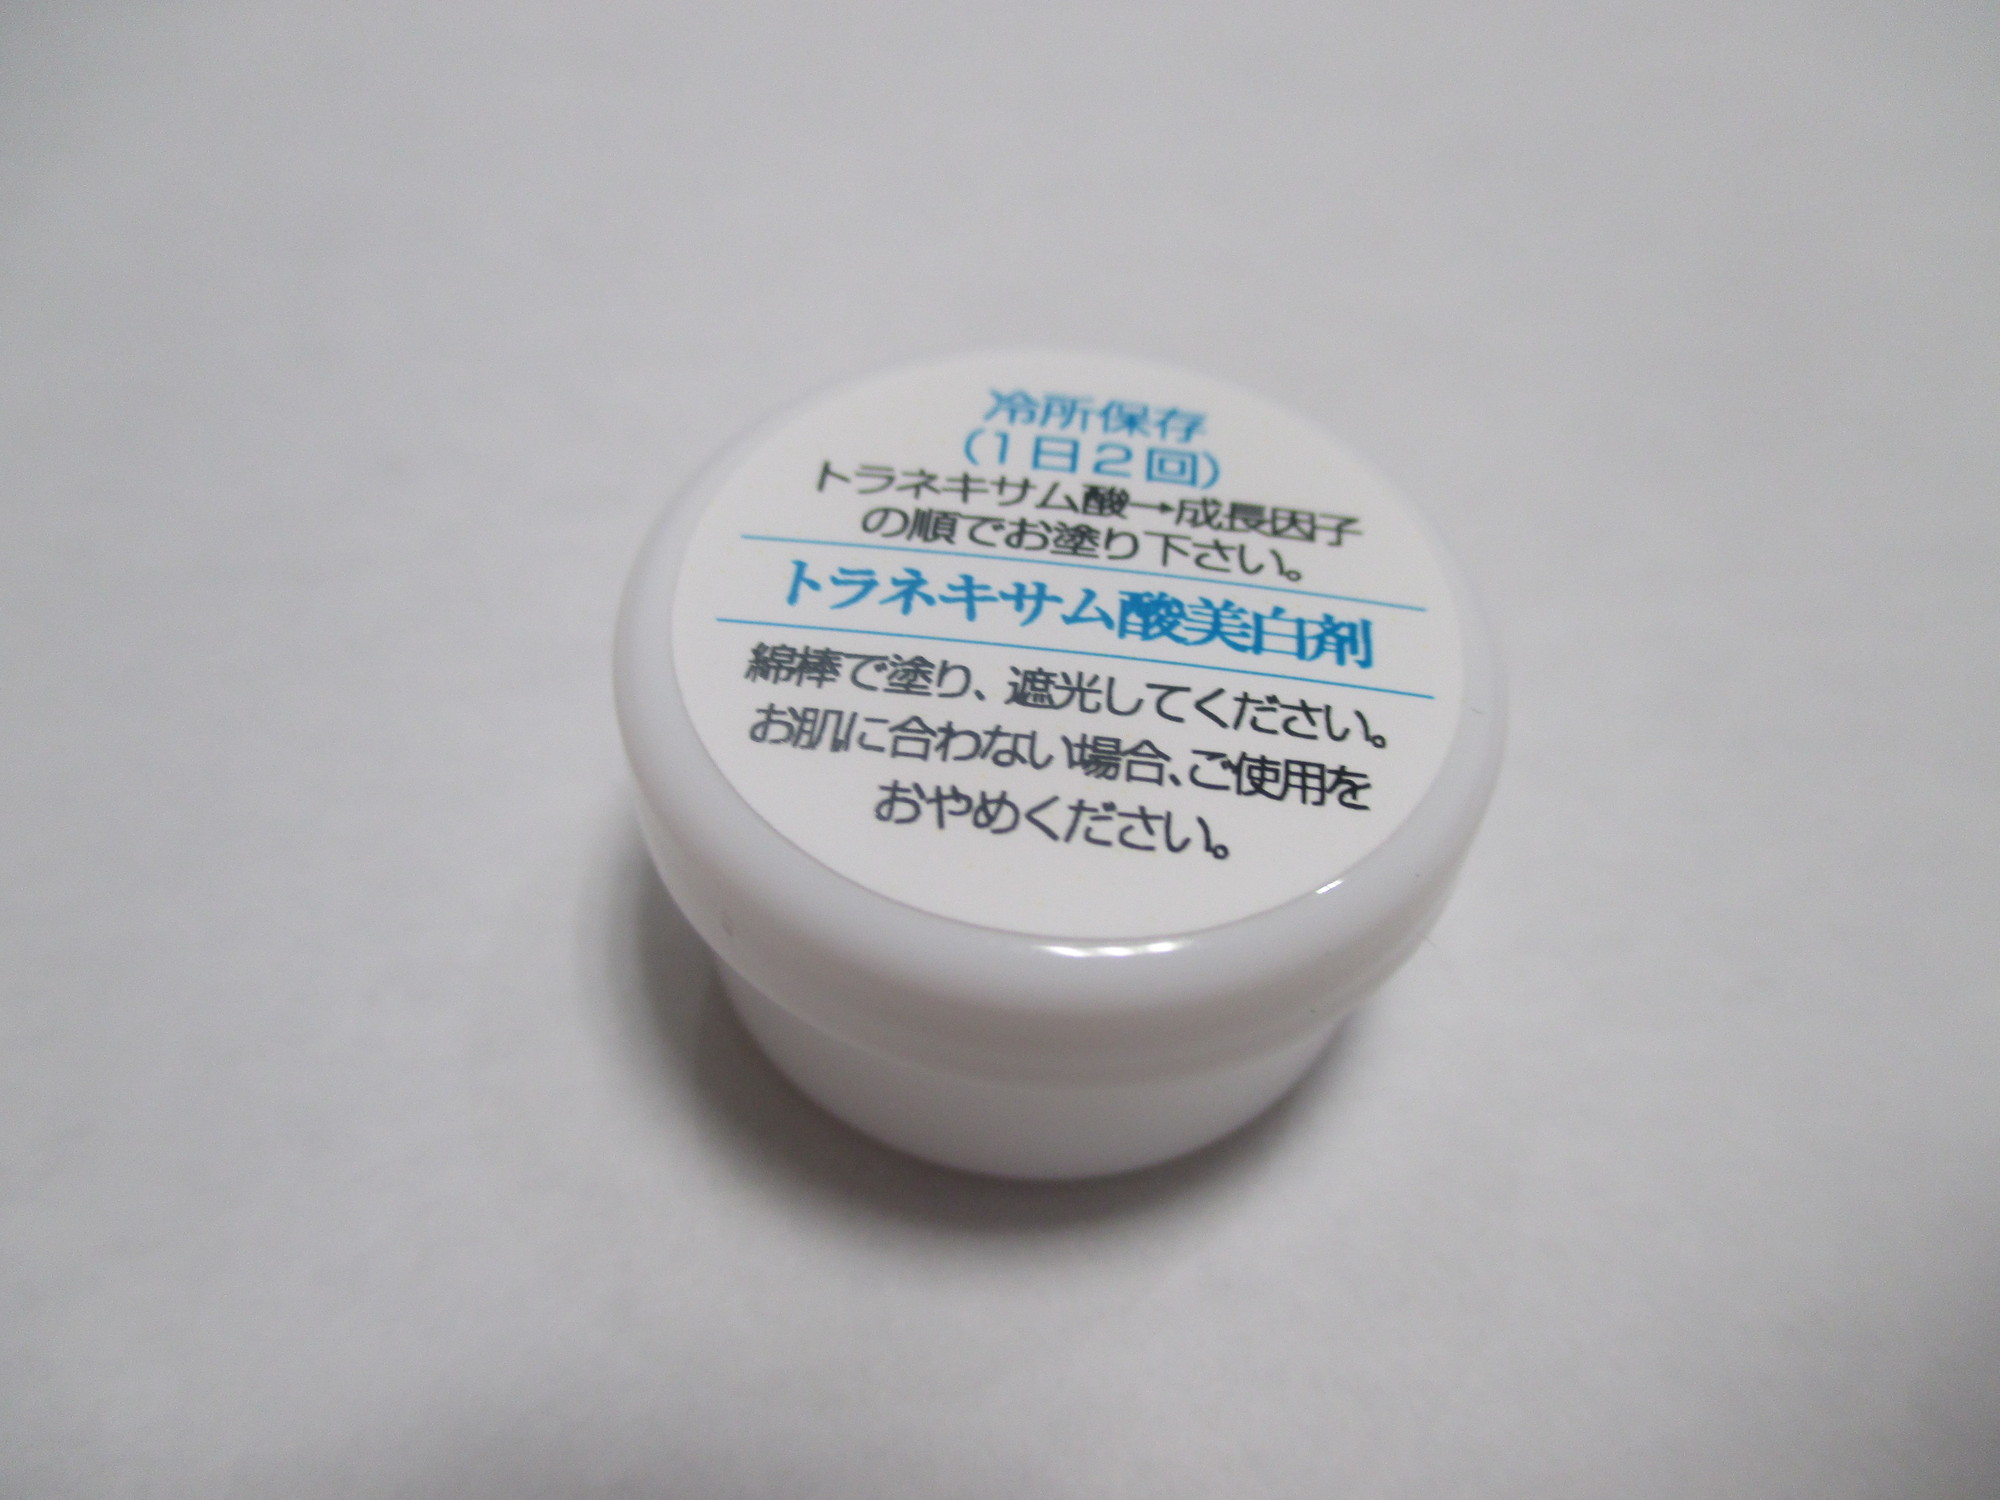 冷所保存
(1日2回)
トラネキサム酸→成長因子
の順でお塗り下さい。
トラネキサム酸美白剤
綿棒で塗り、遮光してください。
お肌に合わない場合、ご使用を
おやめください。